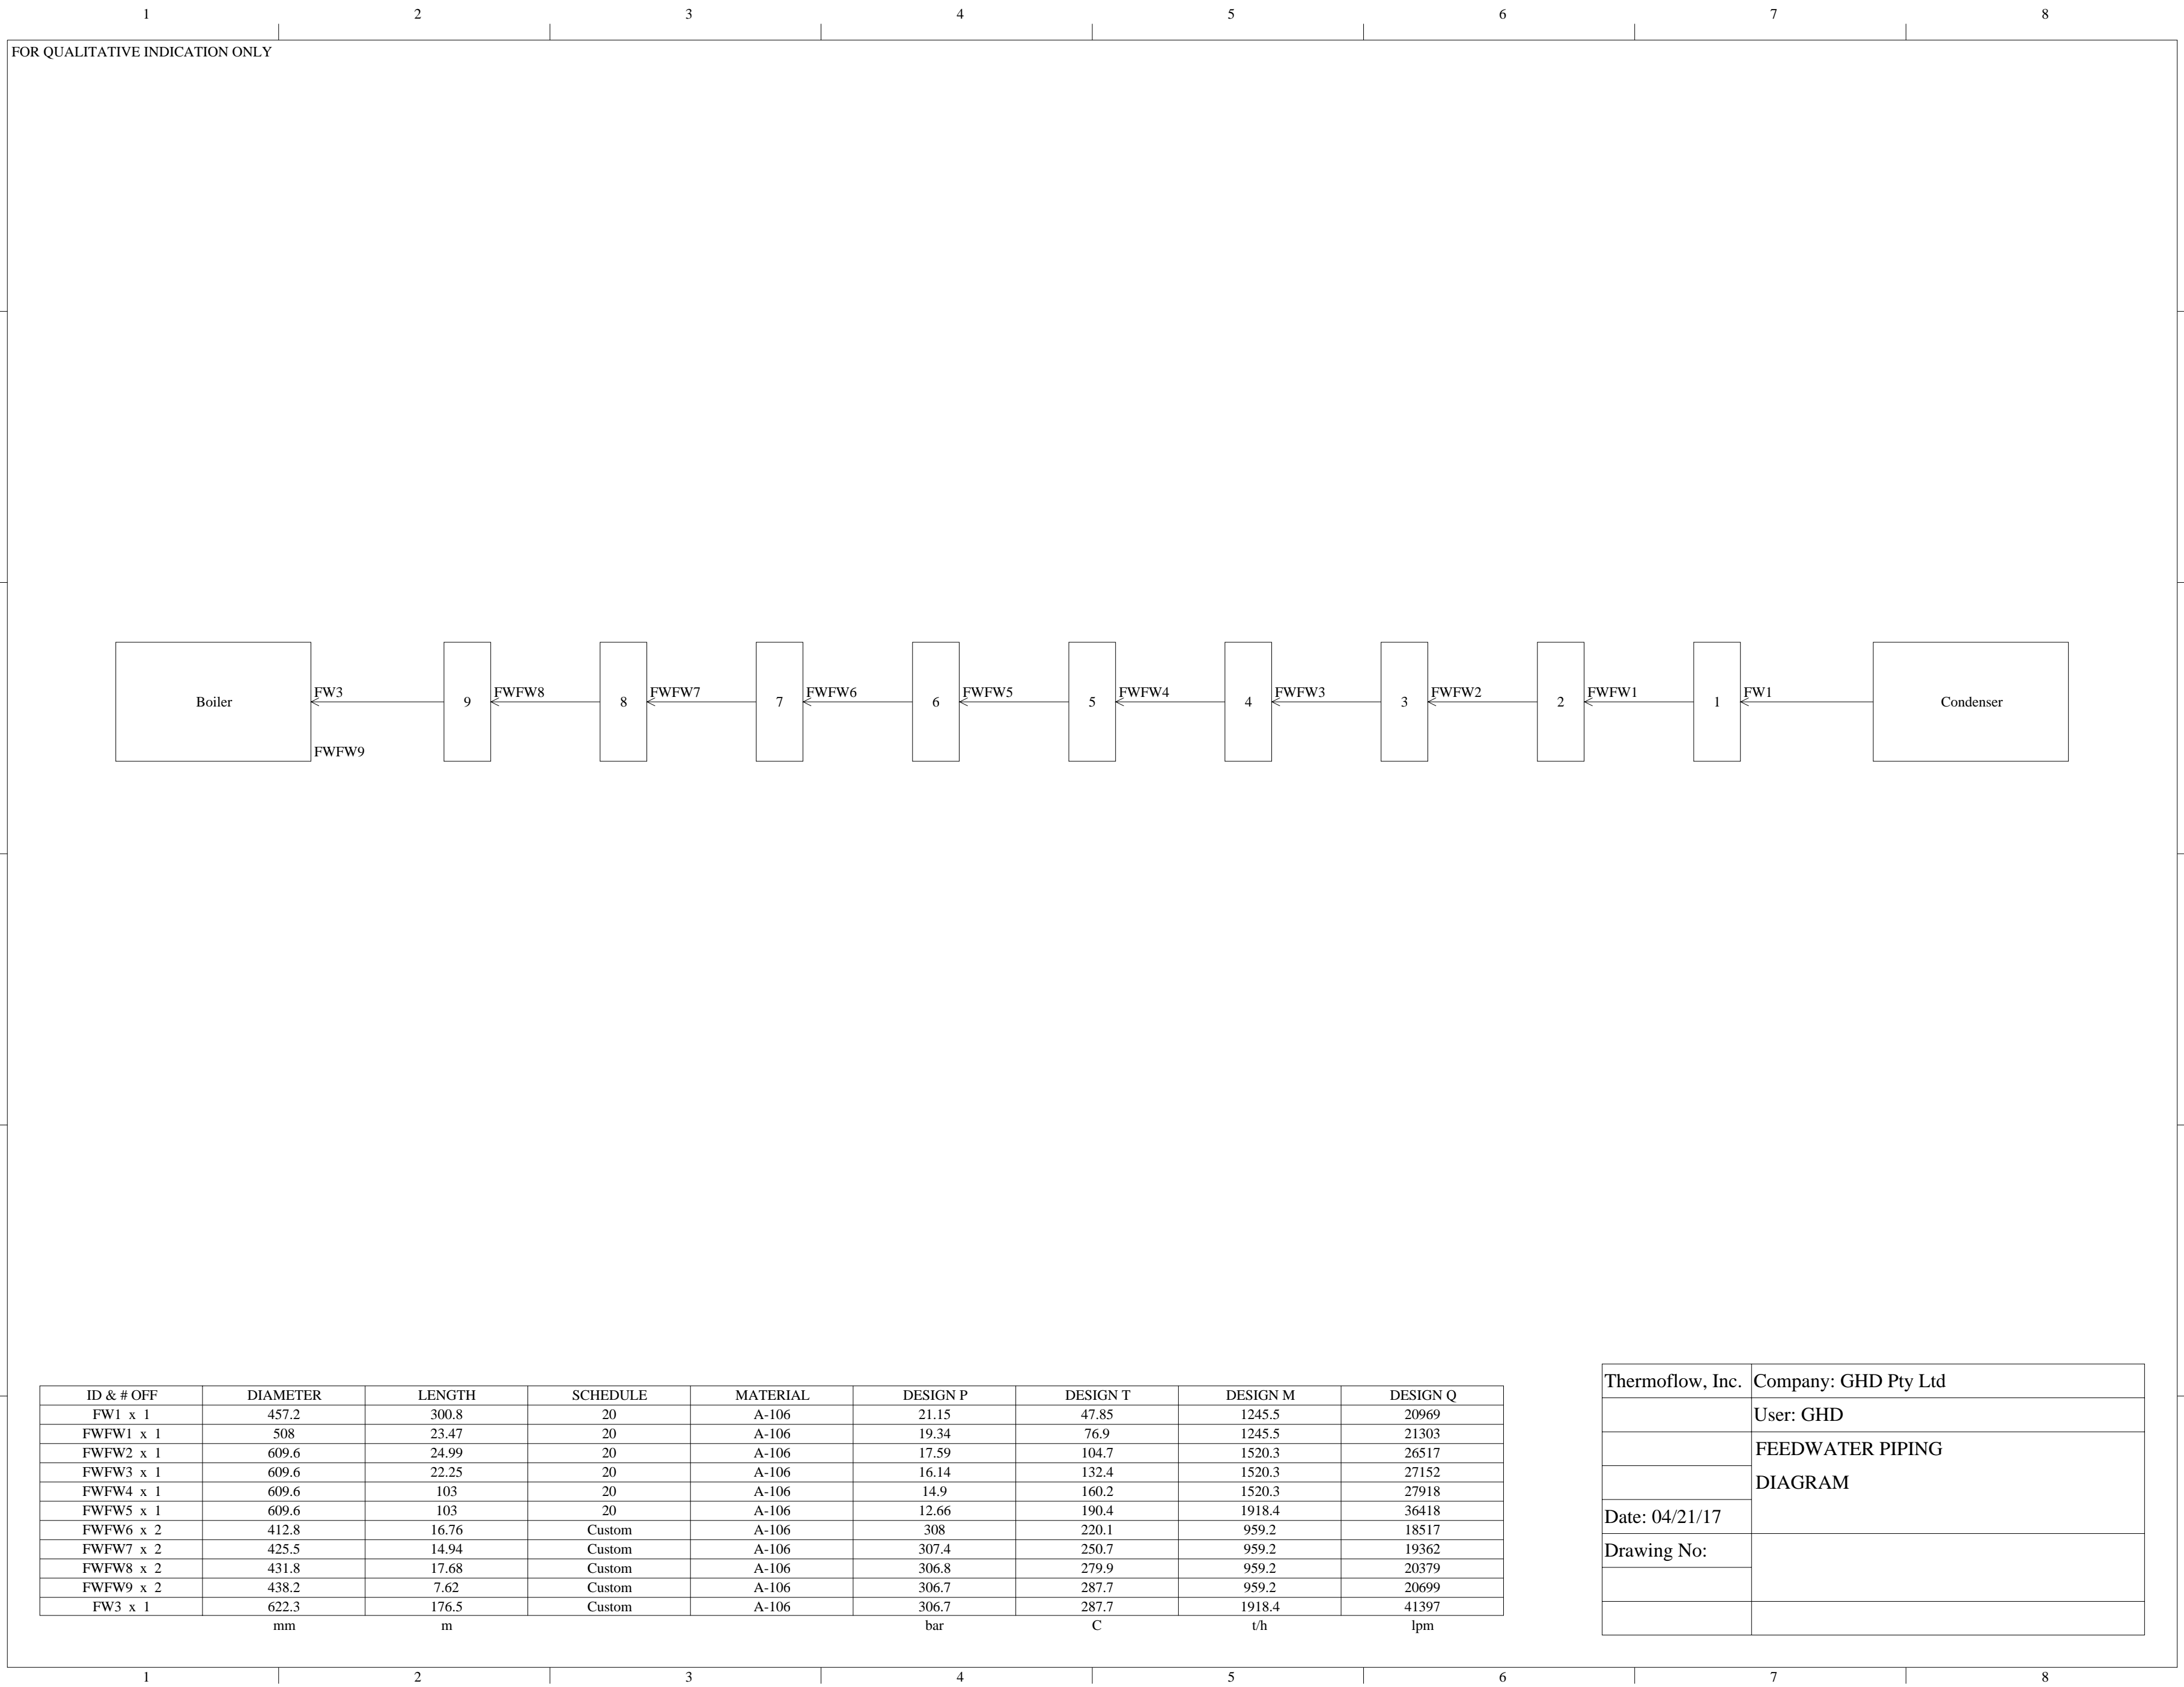 1 2 3 4 5 6 7 8
FOR QUALITATIVE INDICATION ONLY
Boiler FW3 9 FWFW8 8 FWFW7 7 FWFW6 6 FWFW5 5 FWFW4 4 FWFW3 3 FWFW2 2 FWFW1 1 FW1 Condenser
FWFW9
ID & # OFF DIAMETER LENGTH SCHEDULE MATERIAL DESIGN P DESIGN T DESIGN M DESIGN Q
FW1 x 1 457.2 300.8 20 A-106 21.15 47.85 1245.5 20969
FWFW1 x 1 508 23.47 20 A-106 19.34 76.9 1245.5 21303
FWFW2 x 1 609.6 24.99 20 A-106 17.59 104.7 1520.3 26517
FWFW3 x 1 609.6 22.25 20 A-106 16.14 132.4 1520.3 27152
FWFW4 x 1 609.6 103 20 A-106 14.9 160.2 1520.3 27918
FWFW5 x 1 609.6 103 20 A-106 12.66 190.4 1918.4 36418
FWFW6 x 2 412.8 16.76 Custom A-106 308 220.1 959.2 18517
FWFW7 x 2 425.5 14.94 Custom A-106 307.4 250.7 959.2 19362
FWFW8 x 2 431.8 17.68 Custom A-106 306.8 279.9 959.2 20379
FWFW9 x 2 438.2 7.62 Custom A-106 306.7 287.7 959.2 20699
FW3 x 1 622.3 176.5 Custom A-106 306.7 287.7 1918.4 41397
mm m bar C t/h lpm
Thermoflow, Inc. Company: GHD Pty Ltd
User: GHD
FEEDWATER PIPING
DIAGRAM
Date: 04/21/17
Drawing No:
1 2 3 4 5 6 7 8